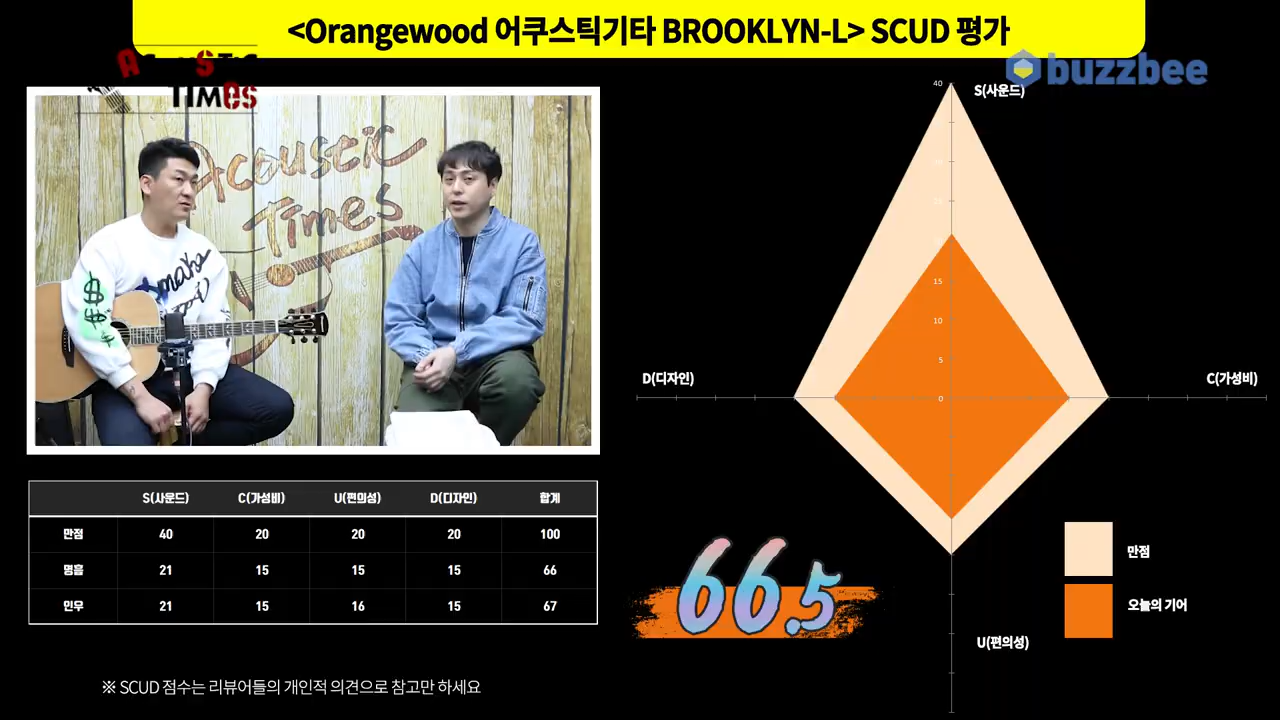 <Orangewood 어쿠스틱기타 BROOKLYN-L> SCUD 평가
ACOUSTIC
TIMES
buzzbee
Acoustic
Times
S(사운드) C(가성비) U(편의성) D(디자인) 합계
만점 40 20 20 20 100
명흠 21 15 15 15 66
민우 21 15 16 15 67
※ SCUD 점수는 리뷰어들의 개인적 의견으로 참고만 하세요
40
S(사운드)
15
10
5
0
D(디자인)
C(가성비)
U(편의성)
66.5
만점
오늘의 기어